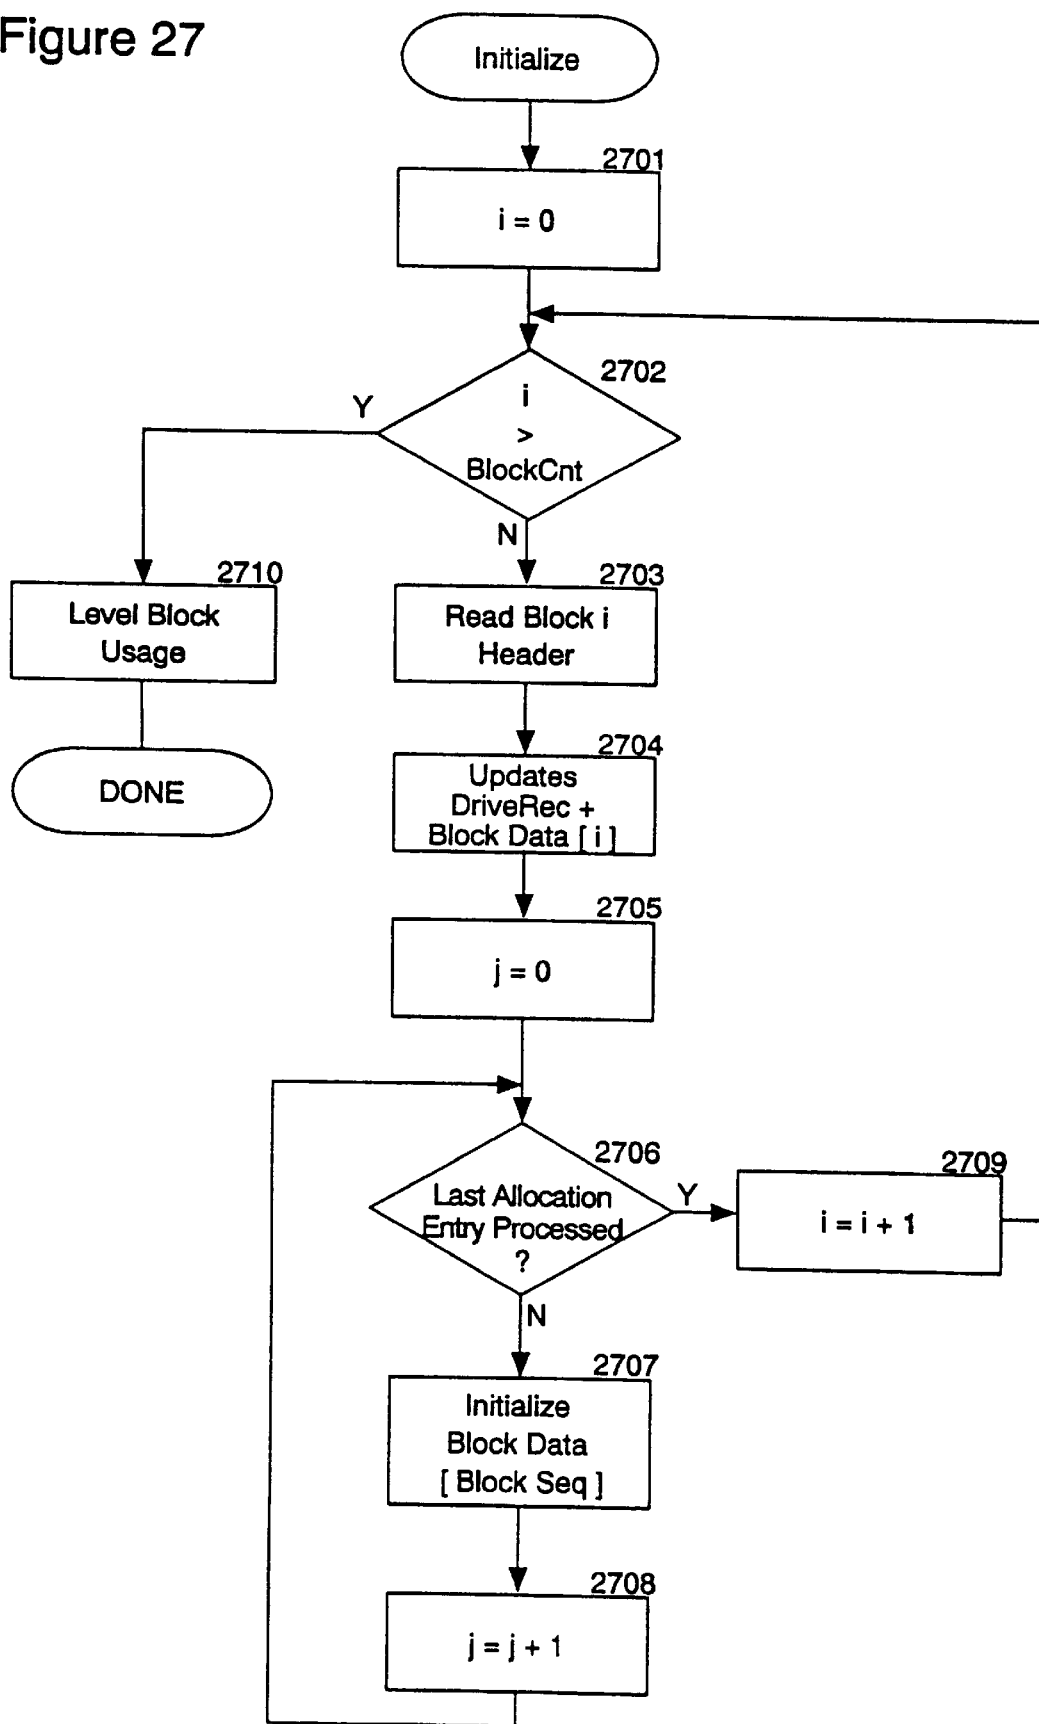 Figure 27
Initialize
2701
i = 0
2702
i
>
BlockCnt
Y
N
2710
Level Block
Usage
DONE
2703
Read Block i
Header
2704
Updates
DriveRec +
Block Data [ i ]
2705
j = 0
2706
Last Allocation
Entry Processed
?
Y
2709
i = i + 1
N
2707
Initialize
Block Data
[ Block Seq ]
2708
j = j + 1